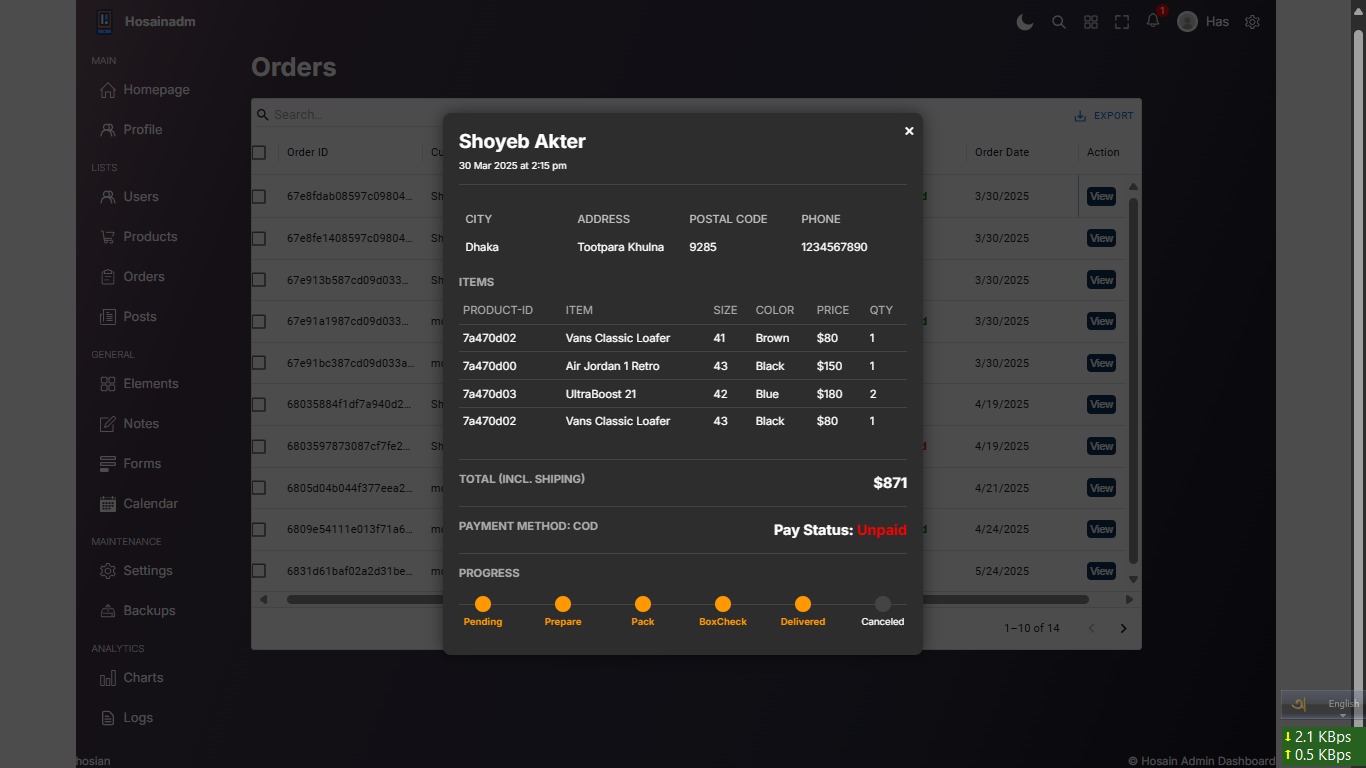 Hosainadm
1
Has
MAIN
Homepage
Profile
LISTS
Users
Products
Orders
Posts
GENERAL
Elements
Notes
Forms
Calendar
MAINTENANCE
Settings
Backups
ANALYTICS
Charts
Logs
Orders
Search...
EXPORT
Order ID Cu Order Date Action
67e8fdab08597c09804... Sh d 3/30/2025 View
67e8fe1408597c09804... Sh 3/30/2025 View
67e913b587cd09d033... Sh 3/30/2025 View
67e91a1987cd09d033... mo d 3/30/2025 View
67e91bc387cd09d033a... mo 3/30/2025 View
68035884f1df7a940d2... Sh 4/19/2025 View
6803597873087cf7fe2... Sh d 4/19/2025 View
6805d04b044f377eea2... mo 4/21/2025 View
6809e54111e013f71a6... mo d 4/24/2025 View
6831d61baf02a2d31be... mo 5/24/2025 View
1–10 of 14
Shoyeb Akter
30 Mar 2025 at 2:15 pm
CITY ADDRESS POSTAL CODE PHONE
Dhaka Tootpara Khulna 9285 1234567890
ITEMS
PRODUCT-ID ITEM SIZE COLOR PRICE QTY
7a470d02 Vans Classic Loafer 41 Brown $80 1
7a470d00 Air Jordan 1 Retro 43 Black $150 1
7a470d03 UltraBoost 21 42 Blue $180 2
7a470d02 Vans Classic Loafer 43 Black $80 1
TOTAL (INCL. SHIPING) $871
PAYMENT METHOD: COD Pay Status: Unpaid
PROGRESS
Pending Prepare Pack BoxCheck Delivered Canceled
English
2.1 KBps
0.5 KBps
hosian
© Hosain Admin Dashboard